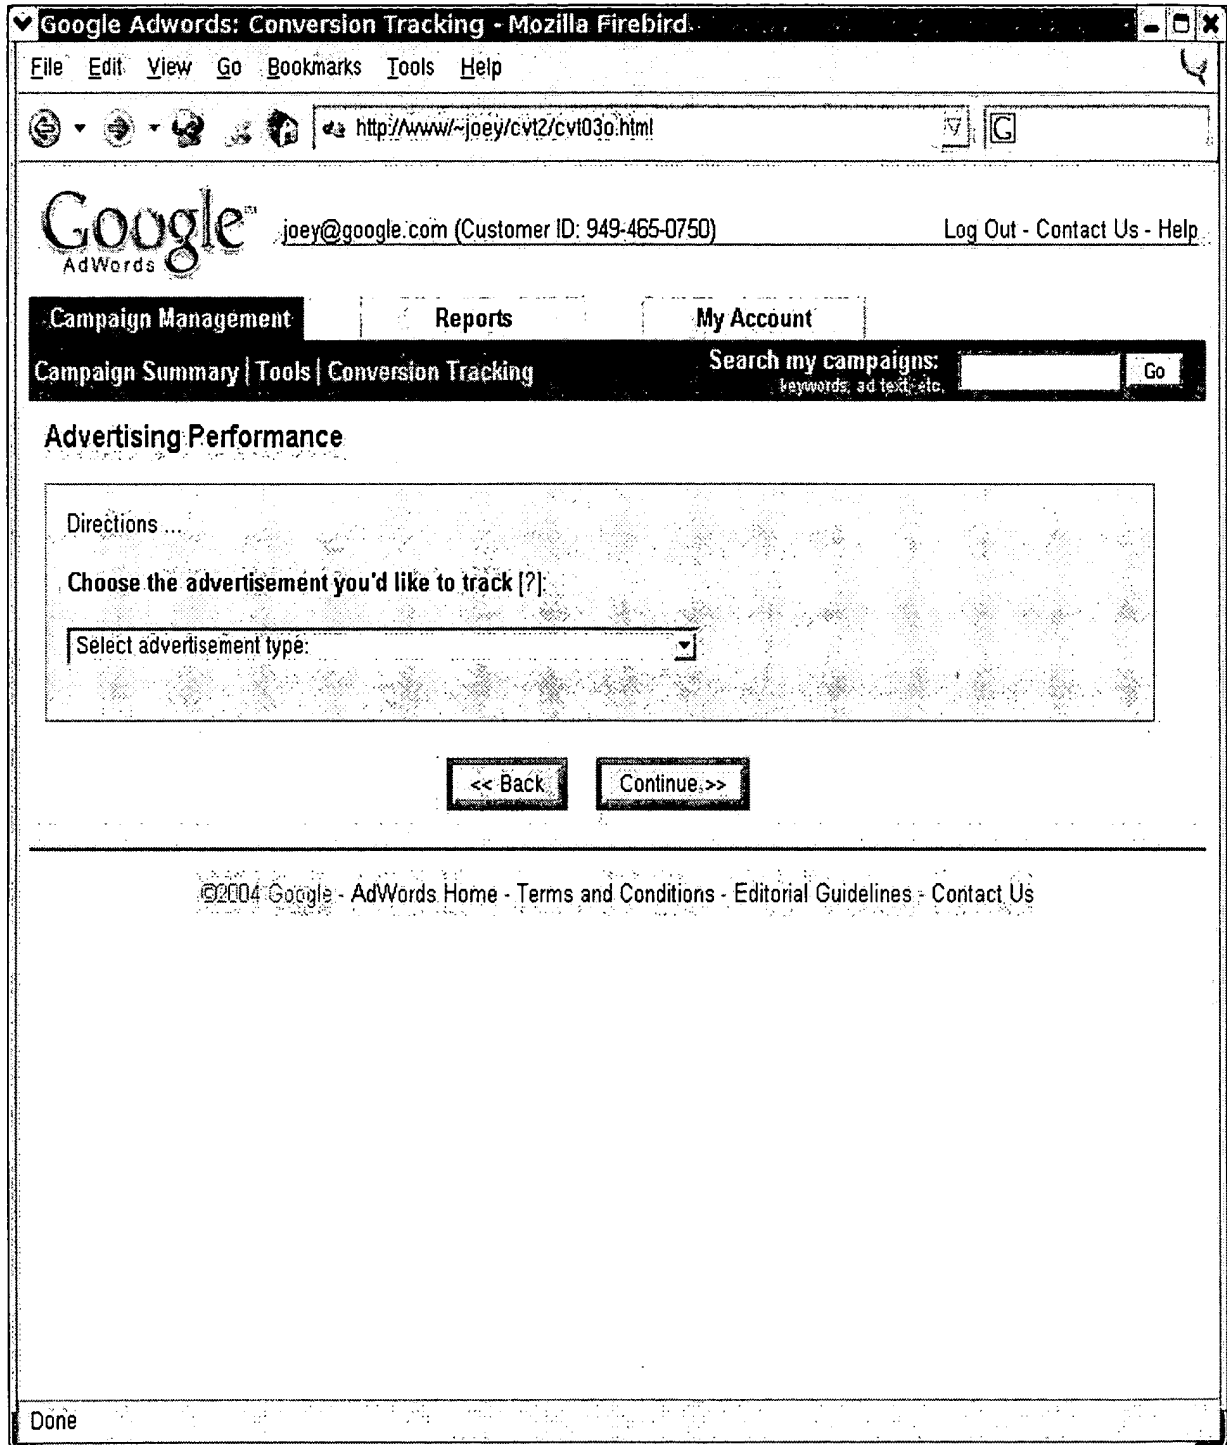 Google Adwords: Conversion Tracking - Mozilla Firebird
File Edit View Go Bookmarks Tools Help
http://www/~joey/cvt2/cvt03o.html G
Google™
AdWords
joey@google.com (Customer ID: 949-465-0750) Log Out - Contact Us - Help
Campaign Management Reports My Account
Campaign Summary | Tools | Conversion Tracking Search my campaigns: Go
keywords, ad text, etc.
Advertising Performance
Directions ...
Choose the advertisement you'd like to track [?]:
Select advertisement type:
<< Back Continue >>
©2004 Google - AdWords Home - Terms and Conditions - Editorial Guidelines - Contact Us
Done